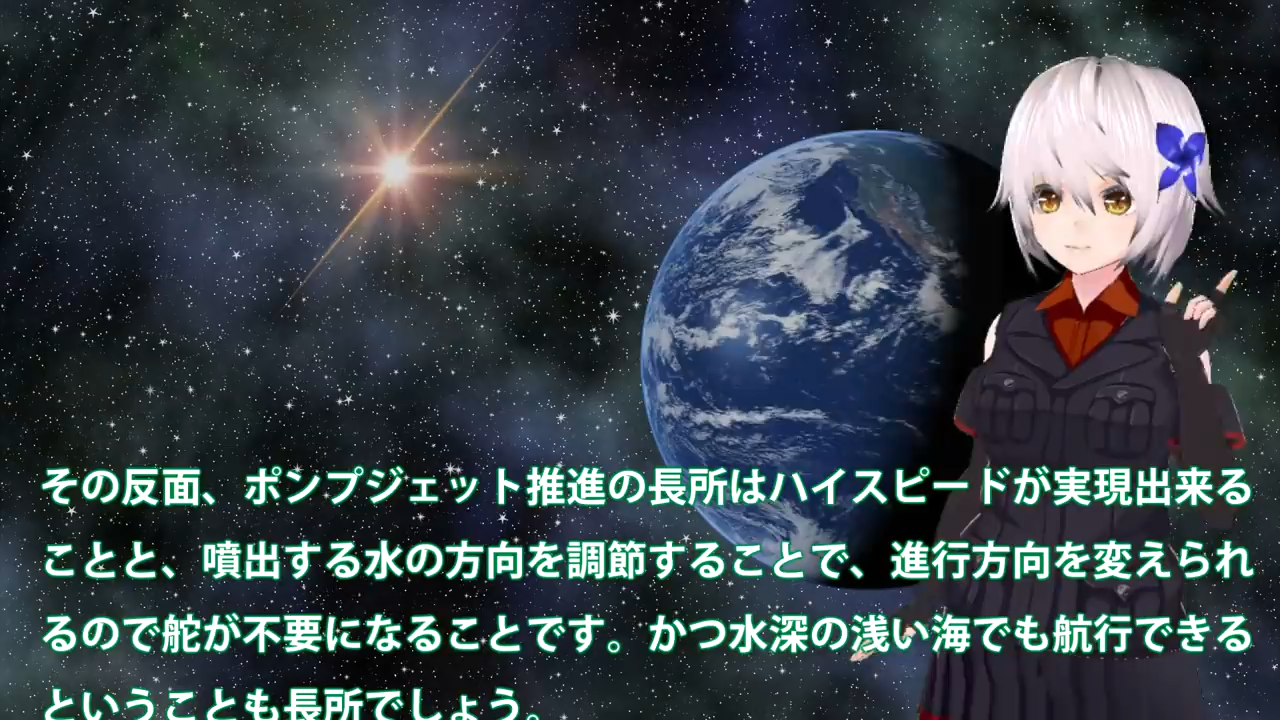 その反面、ポンプジェット推進の長所はハイスピードが実現出来る
ことと、噴出する水の方向を調節することで、進行方向を変えられ
るので舵が不要になることです。かつ水深の浅い海でも航行できる
ということも長所でしょう。